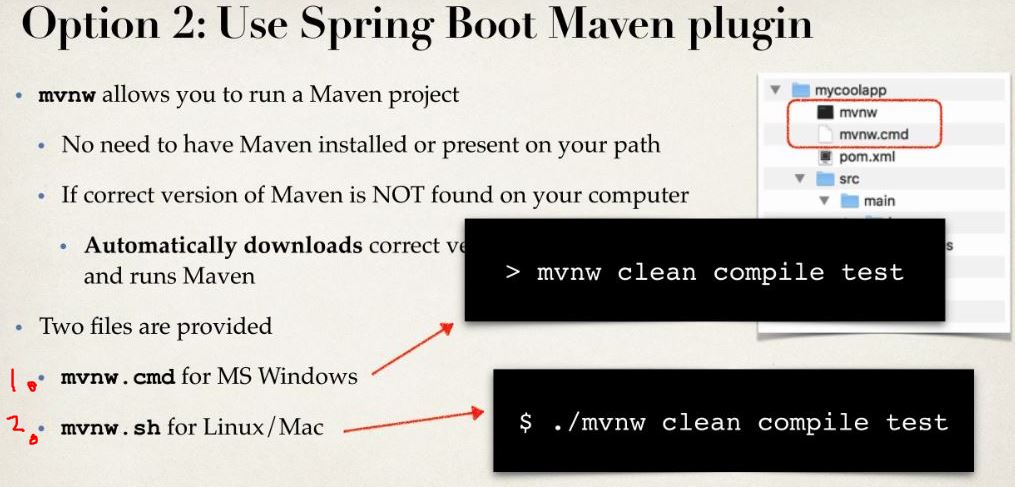 Option 2: Use Spring Boot Maven plugin
• mvnw allows you to run a Maven project
• No need to have Maven installed or present on your path
• If correct version of Maven is NOT found on your computer
• Automatically downloads correct ve
and runs Maven
• Two files are provided
1. • mvnw.cmd for MS Windows
2. • mvnw.sh for Linux/Mac
mycoolapp
mvnw
mvnw.cmd
pom.xml
src
main
s
> mvnw clean compile test
$ ./mvnw clean compile test